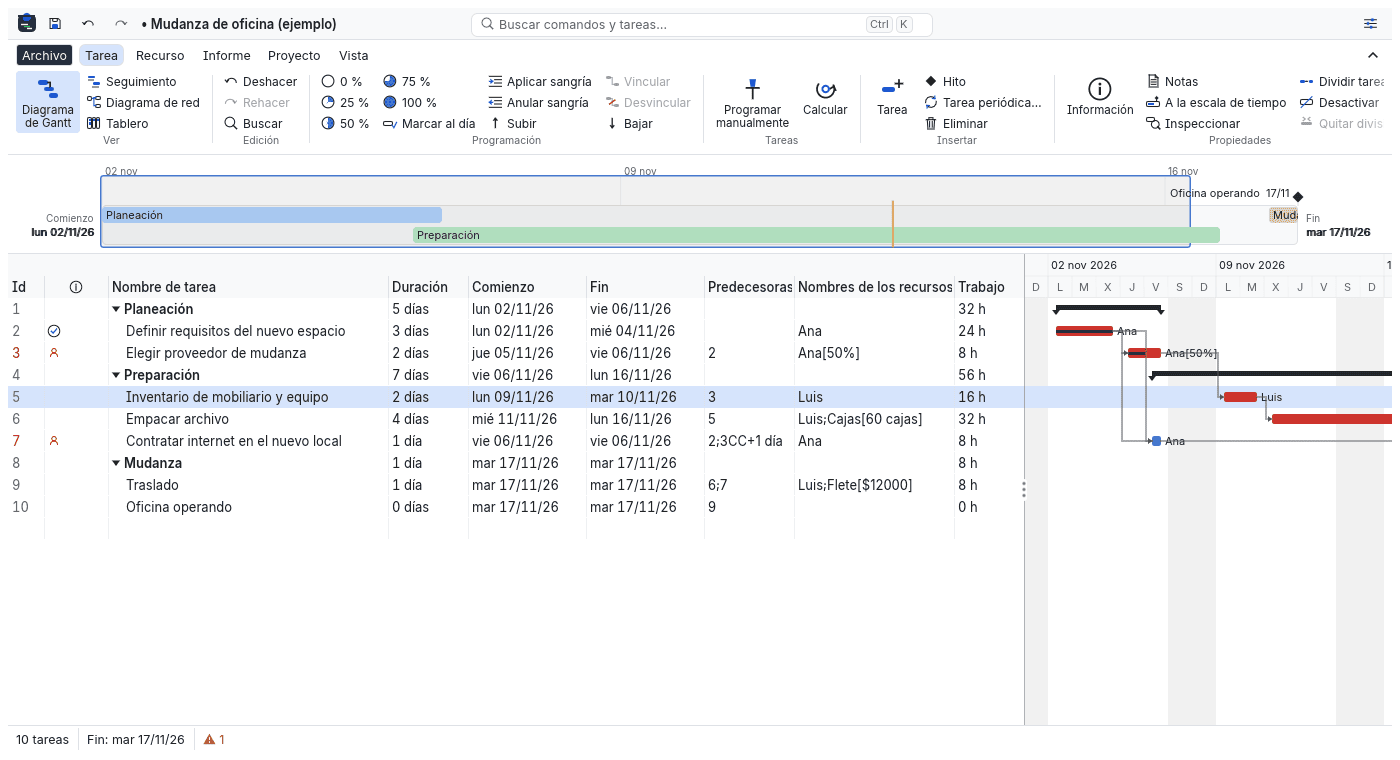 • Mudanza de oficina (ejemplo)
Buscar comandos y tareas...
Ctrl K
Archivo Tarea Recurso Informe Proyecto Vista
Diagrama de Gantt
Seguimiento
Diagrama de red
Tablero
Ver
Deshacer
Rehacer
Buscar
Edición
0 % 75 %
25 % 100 %
50 % Marcar al día
Aplicar sangría
Anular sangría
Subir
Vincular
Desvincular
Bajar
Programación
Programar manualmente
Calcular
Tareas
Tarea
Hito
Tarea periódica...
Eliminar
Insertar
Información
Notas
A la escala de tiempo
Inspeccionar
Dividir tarea
Desactivar
Quitar divis
Propiedades
02 nov 09 nov 16 nov
Oficina operando 17/11
Comienzo
lun 02/11/26
Planeación
Muda
Preparación
Fin
mar 17/11/26
02 nov 2026 09 nov 2026 1
D L M X J V S D L M X J V S D
Id Nombre de tarea Duración Comienzo Fin Predecesoras Nombres de los recursos Trabajo
1 Planeación 5 días lun 02/11/26 vie 06/11/26 32 h
2 Definir requisitos del nuevo espacio 3 días lun 02/11/26 mié 04/11/26 Ana 24 h Ana
3 Elegir proveedor de mudanza 2 días jue 05/11/26 vie 06/11/26 2 Ana[50%] 8 h Ana[50%]
4 Preparación 7 días vie 06/11/26 lun 16/11/26 56 h
5 Inventario de mobiliario y equipo 2 días lun 09/11/26 mar 10/11/26 3 Luis 16 h Luis
6 Empacar archivo 4 días mié 11/11/26 lun 16/11/26 5 Luis;Cajas[60 cajas] 32 h
7 Contratar internet en el nuevo local 1 día vie 06/11/26 vie 06/11/26 2;3CC+1 día Ana 8 h Ana
8 Mudanza 1 día mar 17/11/26 mar 17/11/26 8 h
9 Traslado 1 día mar 17/11/26 mar 17/11/26 6;7 Luis;Flete[$12000] 8 h
10 Oficina operando 0 días mar 17/11/26 mar 17/11/26 9 0 h
10 tareas Fin: mar 17/11/26 1